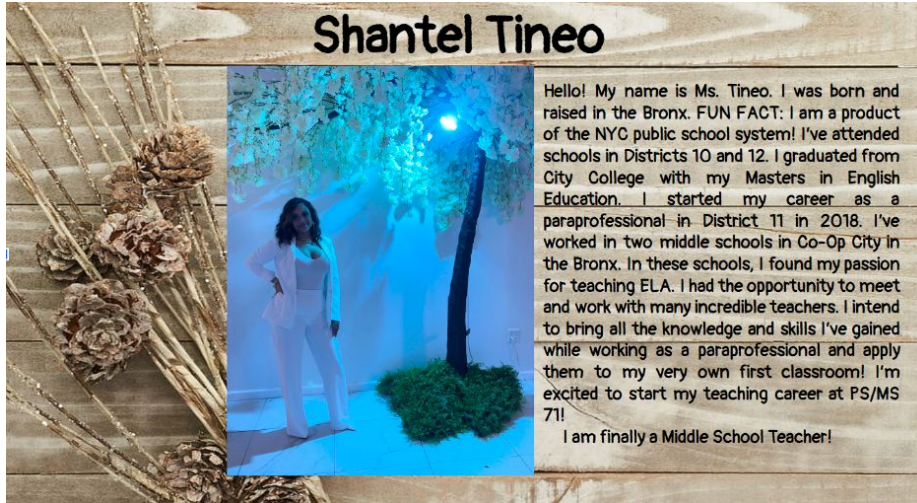 Shantel Tineo
Hello! My name is Ms. Tineo. I was born and
raised in the Bronx. FUN FACT: I am a product
of the NYC public school system! I've attended
schools in Districts 10 and 12. I graduated from
City College with my Masters in English
Education. I started my career as a
paraprofessional in District 11 in 2018. I've
worked in two middle schools in Co-Op City in
the Bronx. In these schools, I found my passion
for teaching ELA. I had the opportunity to meet
and work with many incredible teachers. I intend
to bring all the knowledge and skills I've gained
while working as a paraprofessional and apply
them to my very own first classroom! I'm
excited to start my teaching career at PS/MS
71!
I am finally a Middle School Teacher!